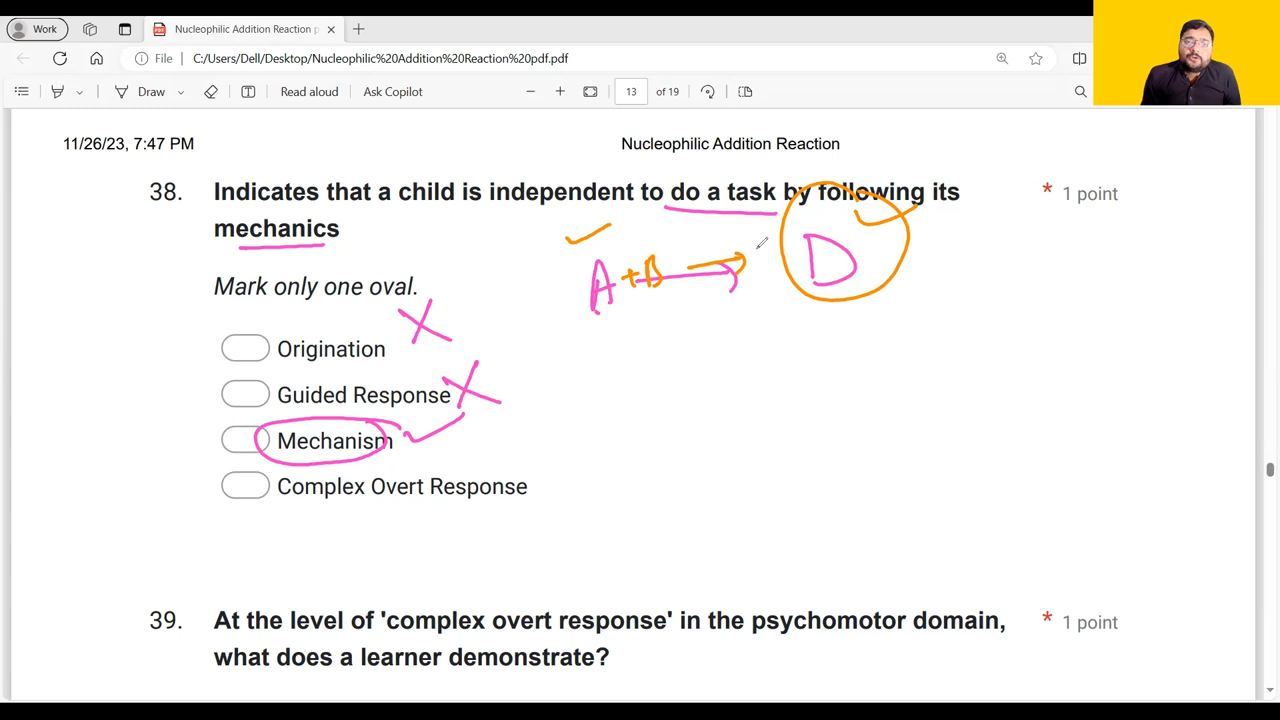 Work
Nucleophilic Addition Reaction p
File C:/Users/Dell/Desktop/Nucleophilic%20Addition%20Reaction%20pdf.pdf
Draw Read aloud Ask Copilot 13 of 19
11/26/23, 7:47 PM Nucleophilic Addition Reaction
38. Indicates that a child is independent to do a task by following its * 1 point
mechanics
A + B → D
Mark only one oval.
Origination
Guided Response
Mechanism
Complex Overt Response
39. At the level of 'complex overt response' in the psychomotor domain, * 1 point
what does a learner demonstrate?